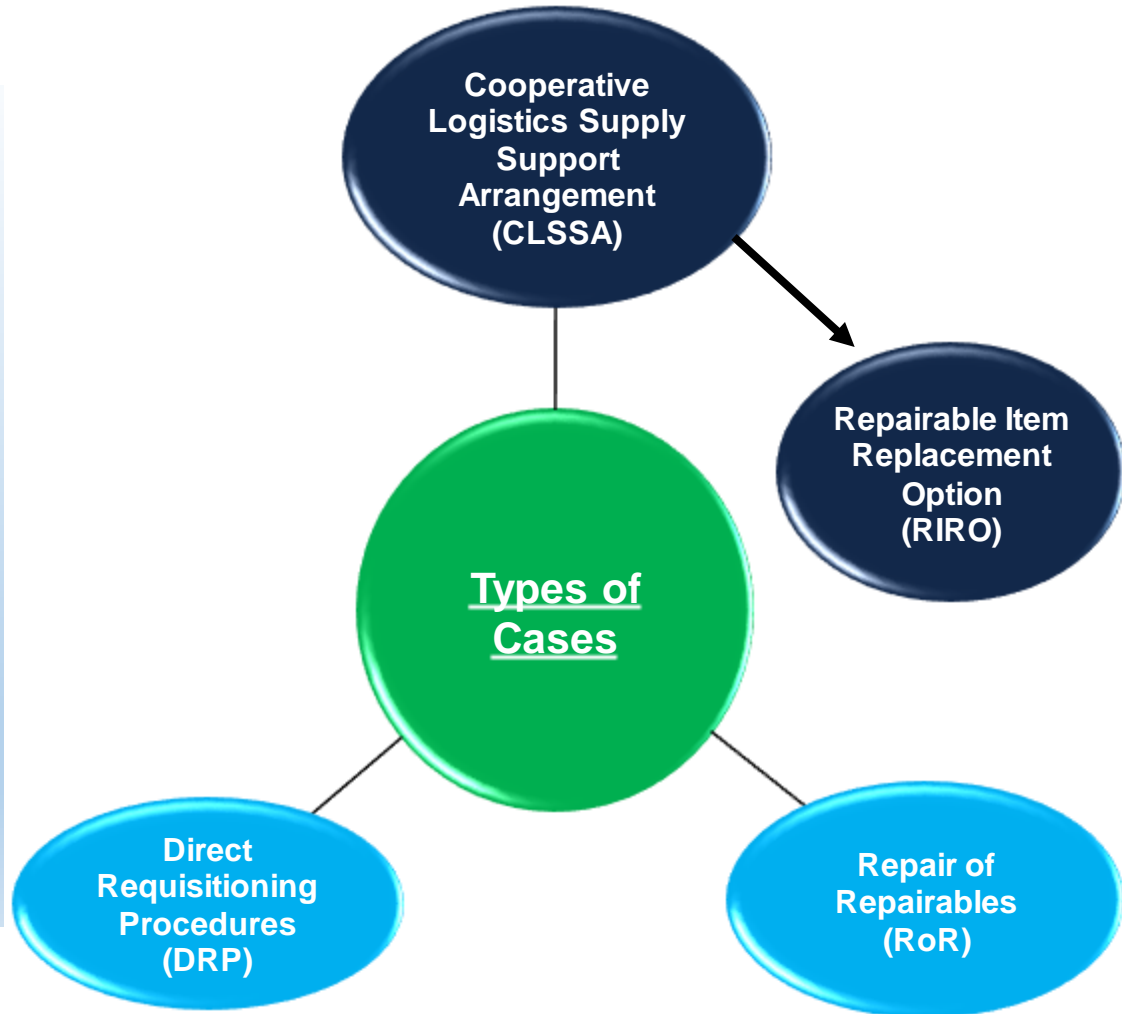 Cooperative
Logistics Supply
Support
Arrangement
(CLSSA)
Repairable Item
Replacement
Option
(RIRO)
Types of
Cases
Direct
Requisitioning
Procedures
(DRP)
Repair of
Repairables
(RoR)